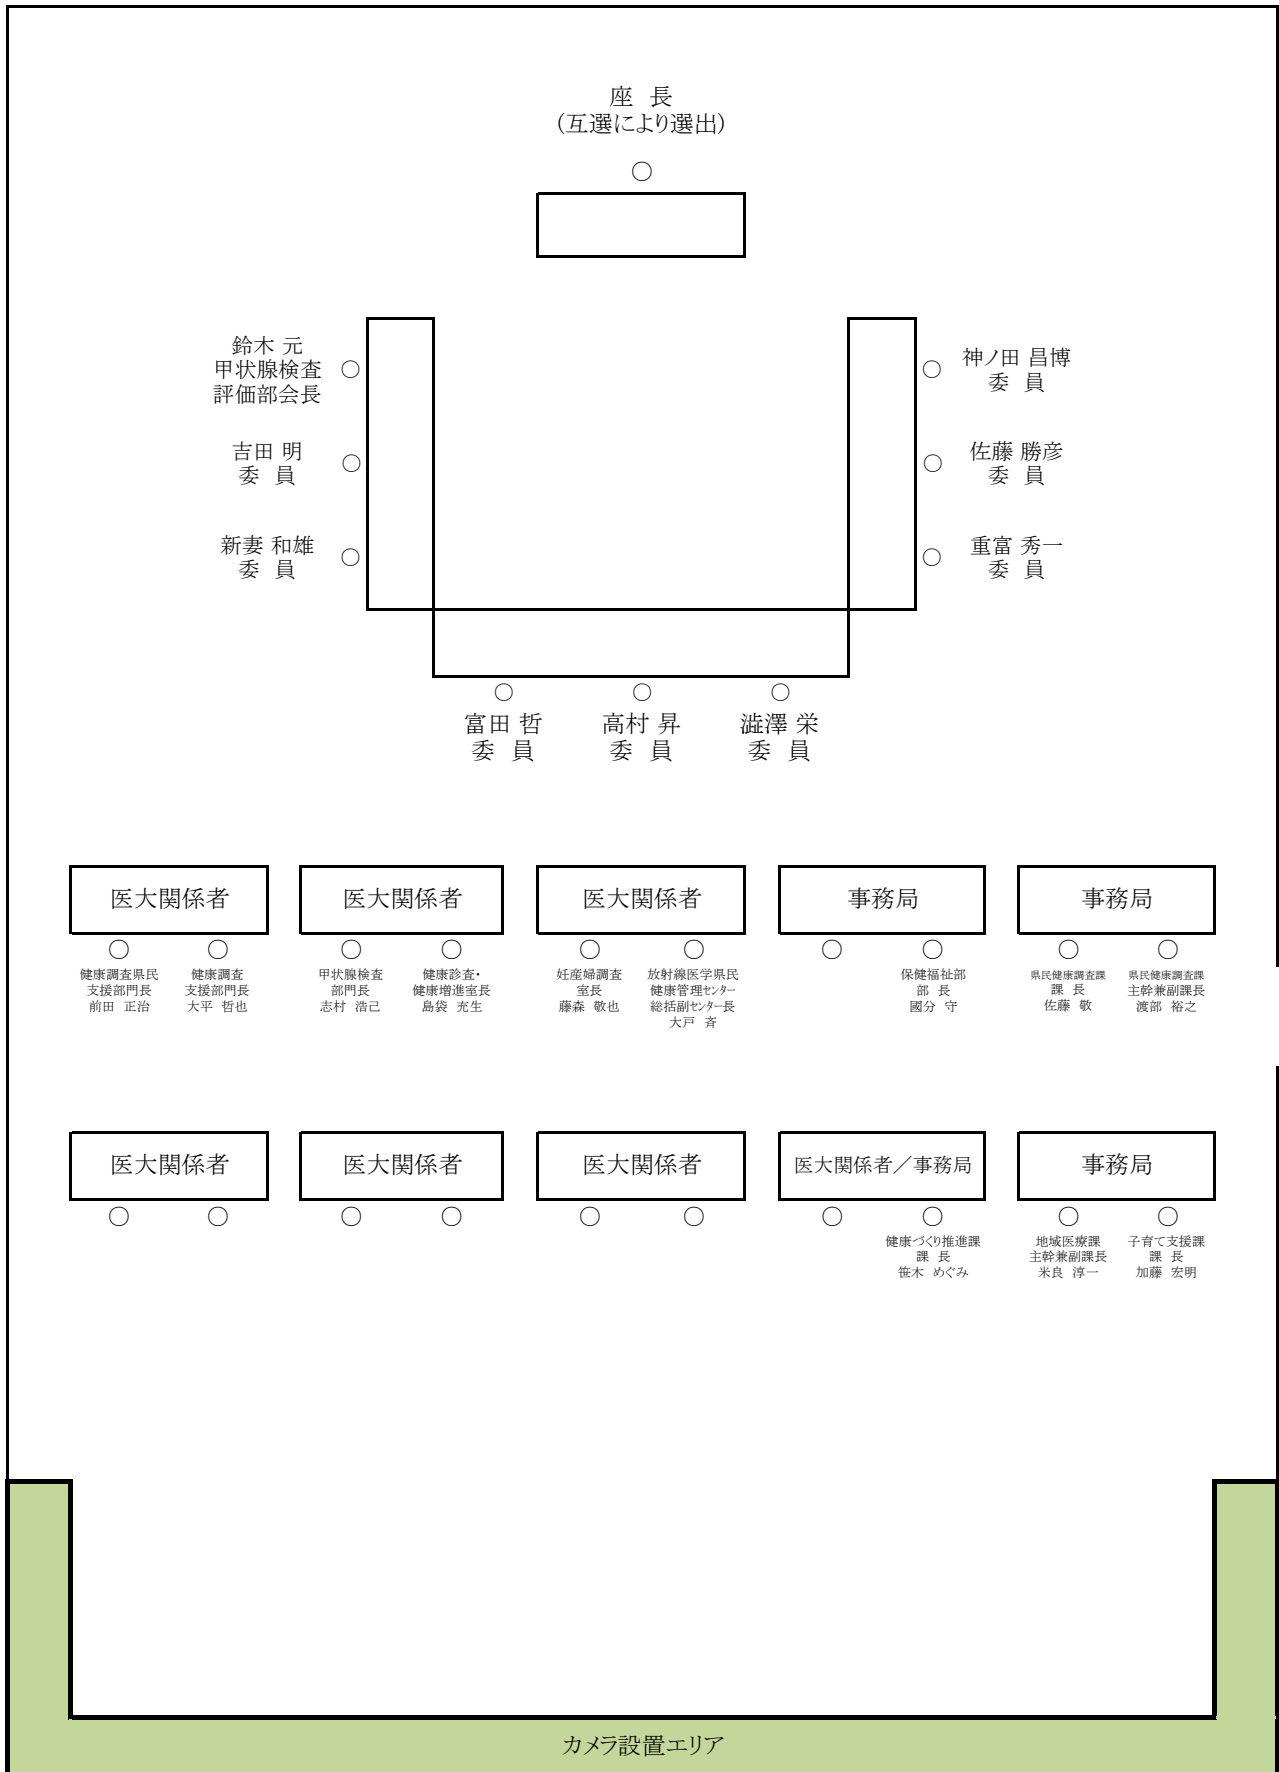 座 長
（互選により選出）
○
鈴木 元
甲状腺検査
評価部会長
○
吉田 明
委 員
○
新妻 和雄
委 員
○
○
神ノ田 昌博
委 員
○
佐藤 勝彦
委 員
○
重富 秀一
委 員
○ ○ ○
富田 哲
委 員
高村 昇
委 員
澁澤 栄
委 員
医大関係者
○ ○
健康調査県民
支援部門長
前田 正治
健康調査
支援部門長
大平 哲也
医大関係者
○ ○
甲状腺検査
部門長
志村 浩己
健康診査・
健康増進室長
島袋 充生
医大関係者
○ ○
妊産婦調査
室長
藤森 敬也
放射線医学県民
健康管理センター
総括副センター長
大戸 斉
事務局
○ ○
保健福祉部
部 長
國分 守
事務局
○ ○
県民健康調査課
課 長
佐藤 敬
県民健康調査課
主幹兼副課長
渡部 裕之
医大関係者
○ ○
医大関係者
○ ○
医大関係者
○ ○
医大関係者／事務局
○ ○
健康づくり推進課
課 長
笹木 めぐみ
事務局
○ ○
地域医療課
主幹兼副課長
米良 淳一
子育て支援課
課 長
加藤 宏明
カメラ設置エリア